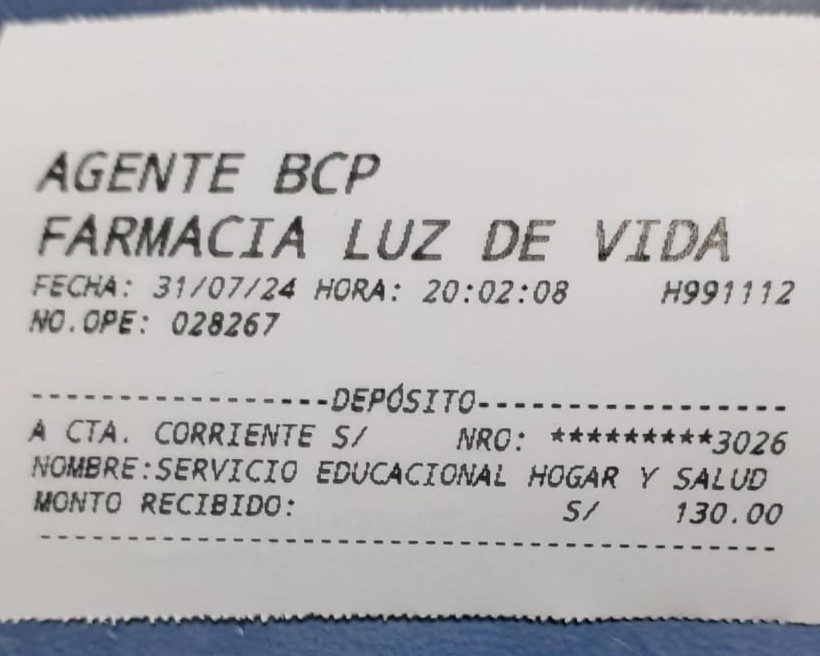 AGENTE BCP
FARMACIA LUZ DE VIDA
FECHA: 31/07/24 HORA: 20:02:08 H991112
NO.OPE: 028267
------------------DEPÓSITO------------------
A CTA. CORRIENTE S/ NRO: *********3026
NOMBRE:SERVICIO EDUCACIONAL HOGAR Y SALUD
MONTO RECIBIDO: S/ 130.00
--------------------------------------------